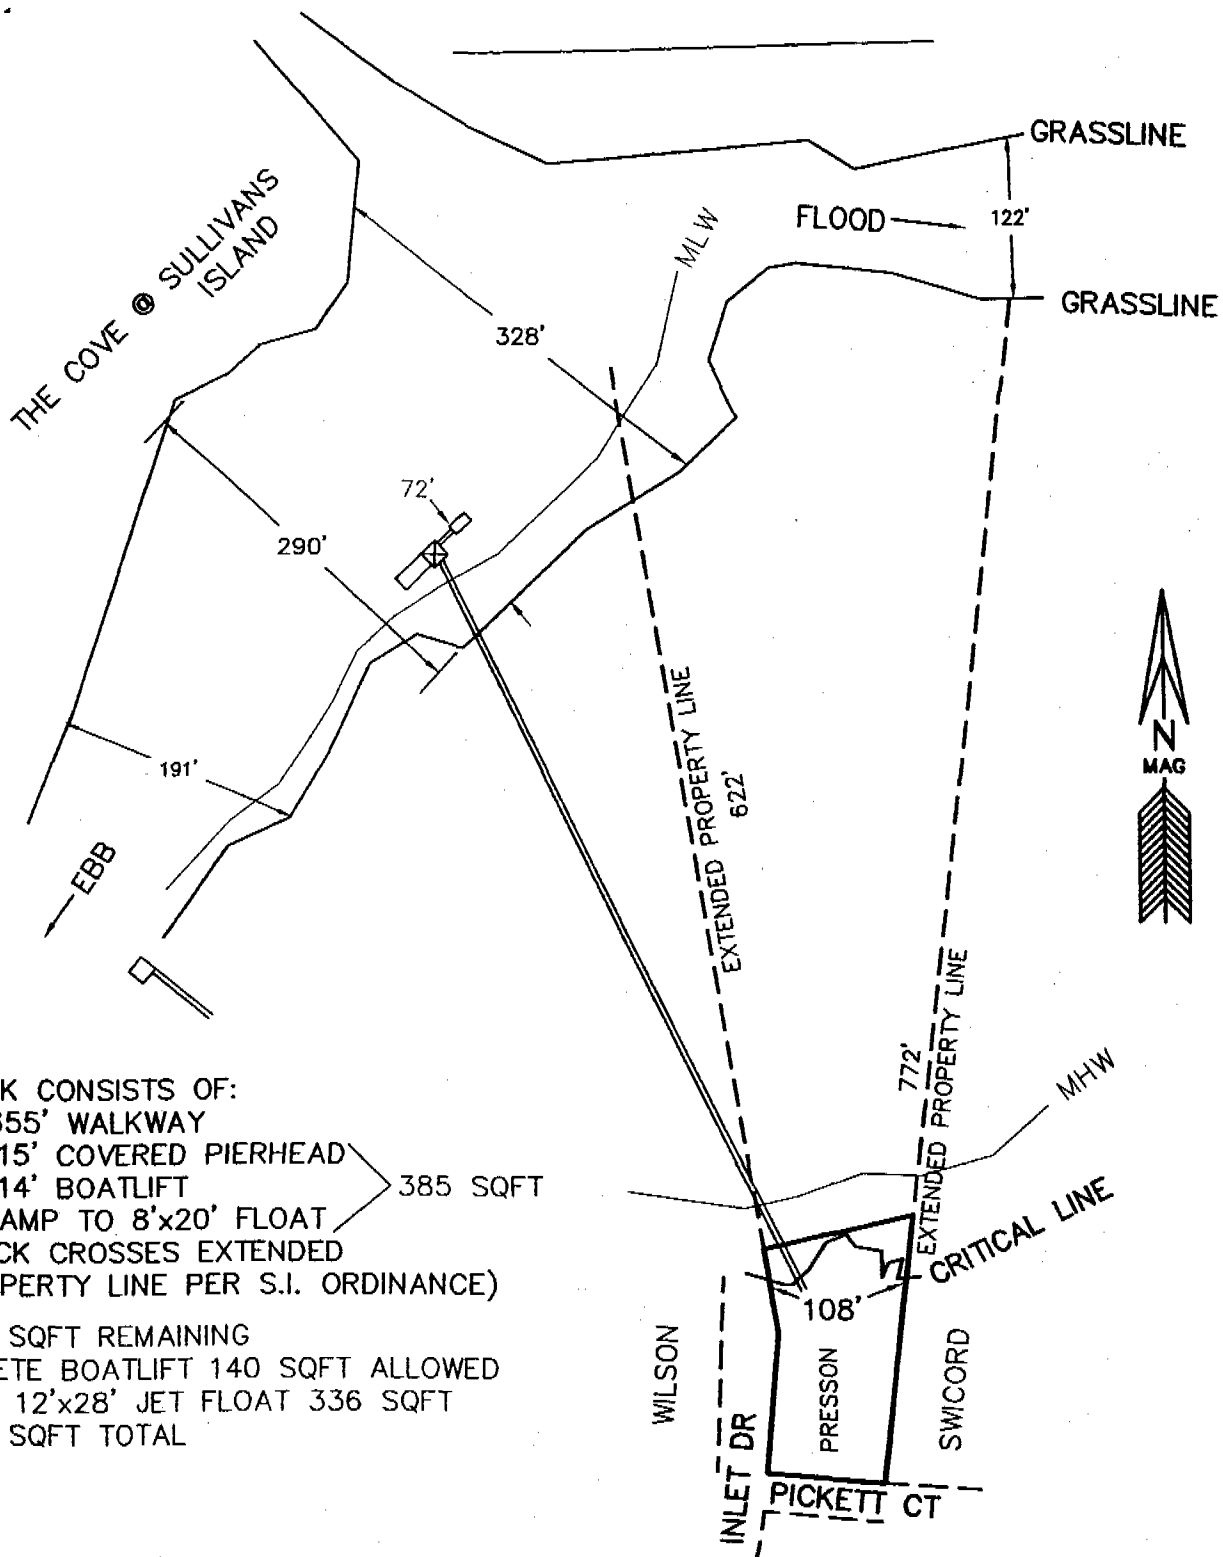 GRASSLINE
FLOOD
122'
GRASSLINE
MLW
THE COVE @ SULLIVANS
ISLAND
328'
72'
290'
191'
EBB
EXTENDED PROPERTY LINE
622'
N
MAG
772'
EXTENDED PROPERTY LINE
MHW
CRITICAL LINE
108'
K CONSISTS OF:
355' WALKWAY
15' COVERED PIERHEAD
14' BOATLIFT
AMP TO 8'x20' FLOAT
385 SQFT
CK CROSSES EXTENDED
PERTY LINE PER S.I. ORDINANCE)
SQFT REMAINING
ETE BOATLIFT 140 SQFT ALLOWED
12'x28' JET FLOAT 336 SQFT
SQFT TOTAL
WILSON
PRESSON
SWICORD
INLET DR
PICKETT CT